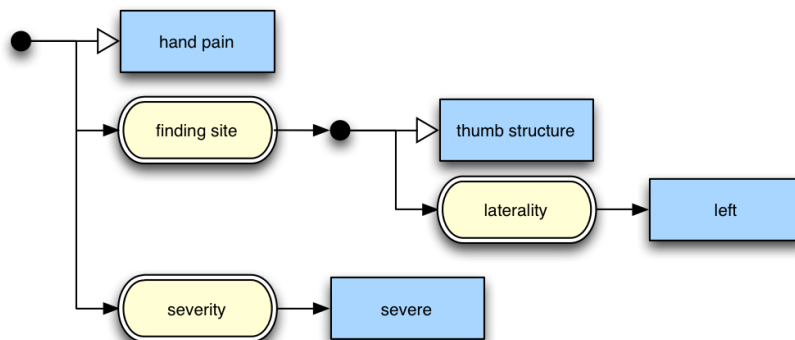 hand pain
finding site
thumb structure
laterality
left
severity
severe